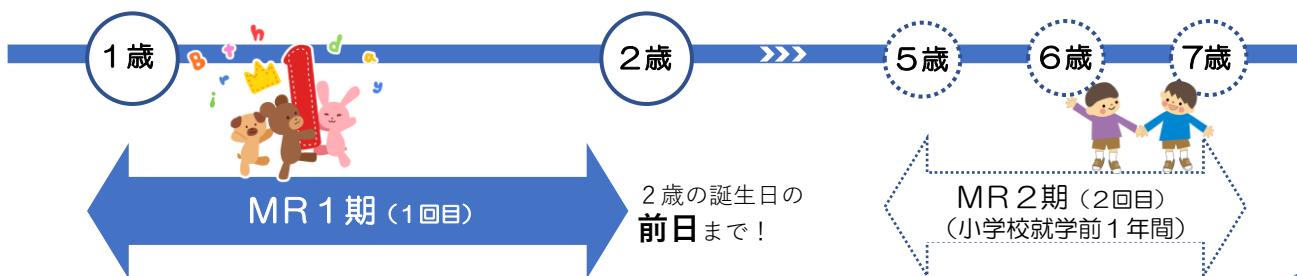 1歳
Birthday
1
2歳
5歳
6歳
7歳
MR1期(1回目)
2歳の誕生日の
前日まで!
MR2期(2回目)
(小学校就学前1年間)